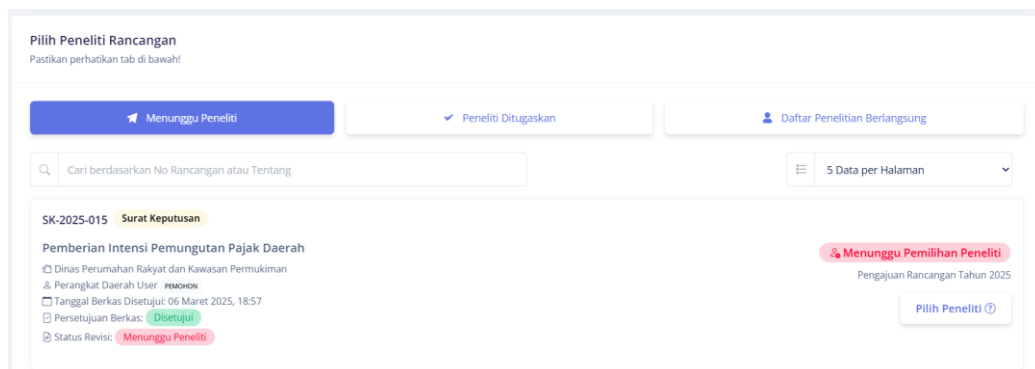 Pilih Peneliti Rancangan
Pastikan perhatikan tab di bawah!
Menunggu Peneliti
Peneliti Ditugaskan
Daftar Penelitian Berlangsung
Cari berdasarkan No Rancangan atau Tentang
5 Data per Halaman
SK-2025-015 Surat Keputusan
Pemberian Intensi Pemungutan Pajak Daerah
Dinas Perumahan Rakyat dan Kawasan Permukiman
Perangkat Daerah User PEMOHON
Tanggal Berkas Disetujui: 06 Maret 2025, 18:57
Persetujuan Berkas: Disetujui
Status Revisi: Menunggu Peneliti
Menunggu Pemilihan Peneliti
Pengajuan Rancangan Tahun 2025
Pilih Peneliti